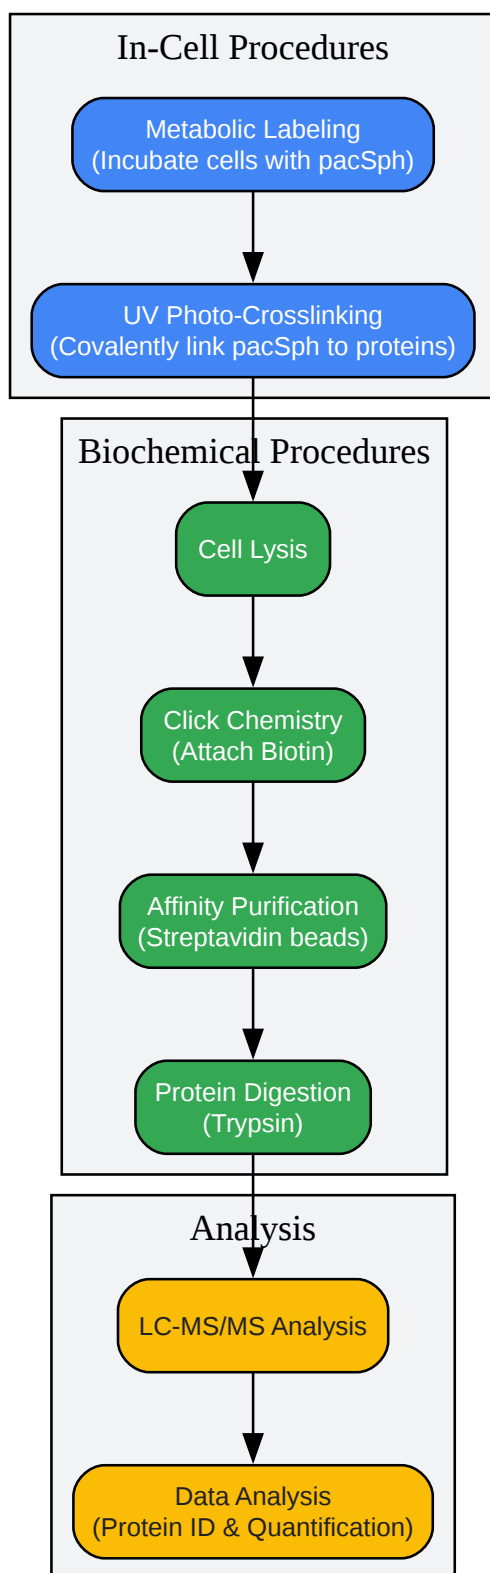 In-Cell Procedures
Metabolic Labeling
(Incubate cells with pacSph)
UV Photo-Crosslinking
(Covalently link pacSph to proteins)
Biochemical Procedures
Cell Lysis
Click Chemistry
(Attach Biotin)
Affinity Purification
(Streptavidin beads)
Protein Digestion
(Trypsin)
Analysis
LC-MS/MS Analysis
Data Analysis
(Protein ID & Quantification)